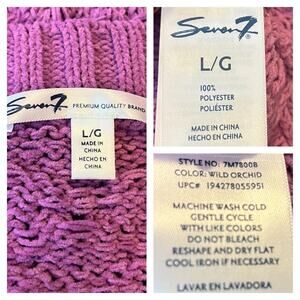 Seven7
PREMIUM QUALITY BRAND
L/G
MADE IN
CHINA
HECHO EN
CHINA
Seven7
L/G
100%
POLYESTER
POLIÉSTER
MADE IN CHINA
HECHO EN CHINA
STYLE NO: 7M7800B
COLOR: WILD ORCHID
UPC# 194278055951
MACHINE WASH COLD
GENTLE CYCLE
WITH LIKE COLORS
DO NOT BLEACH
RESHAPE AND DRY FLAT
COOL IRON IF NECESSARY
LAVAR EN LAVADORA